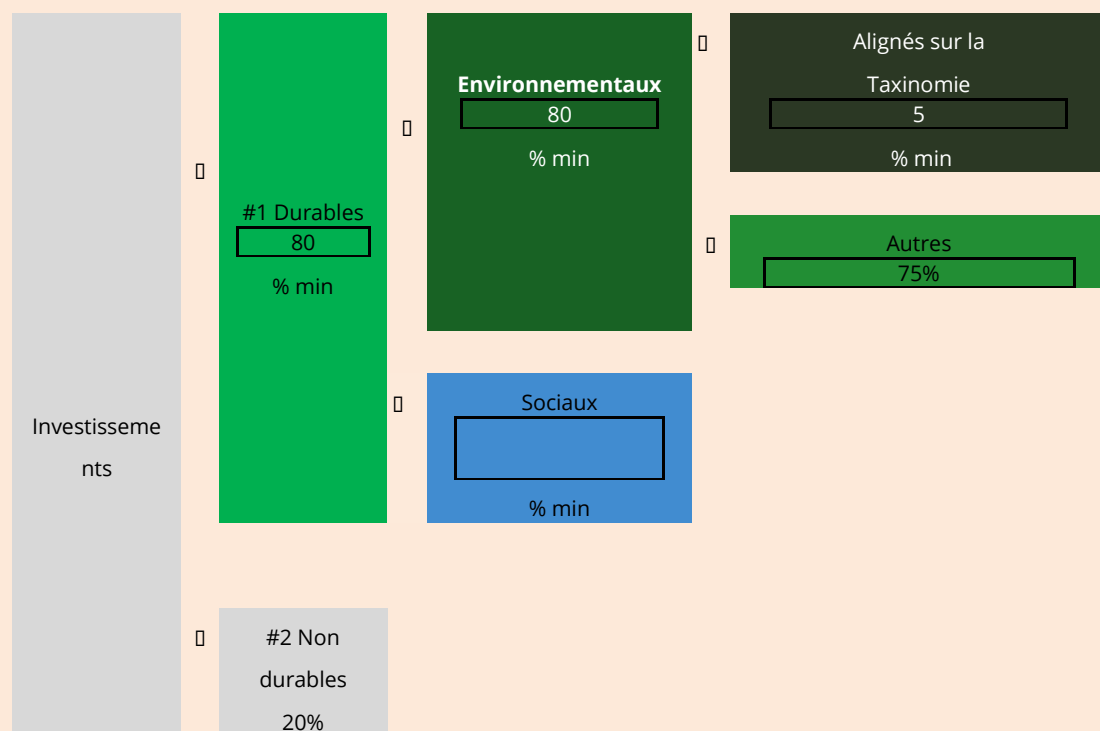 Investisseme
nts
#1 Durables
80
% min
Environnementaux
80
% min
Alignés sur la
Taxinomie
5
% min
Autres
75%
Sociaux
% min
#2 Non
durables
20%